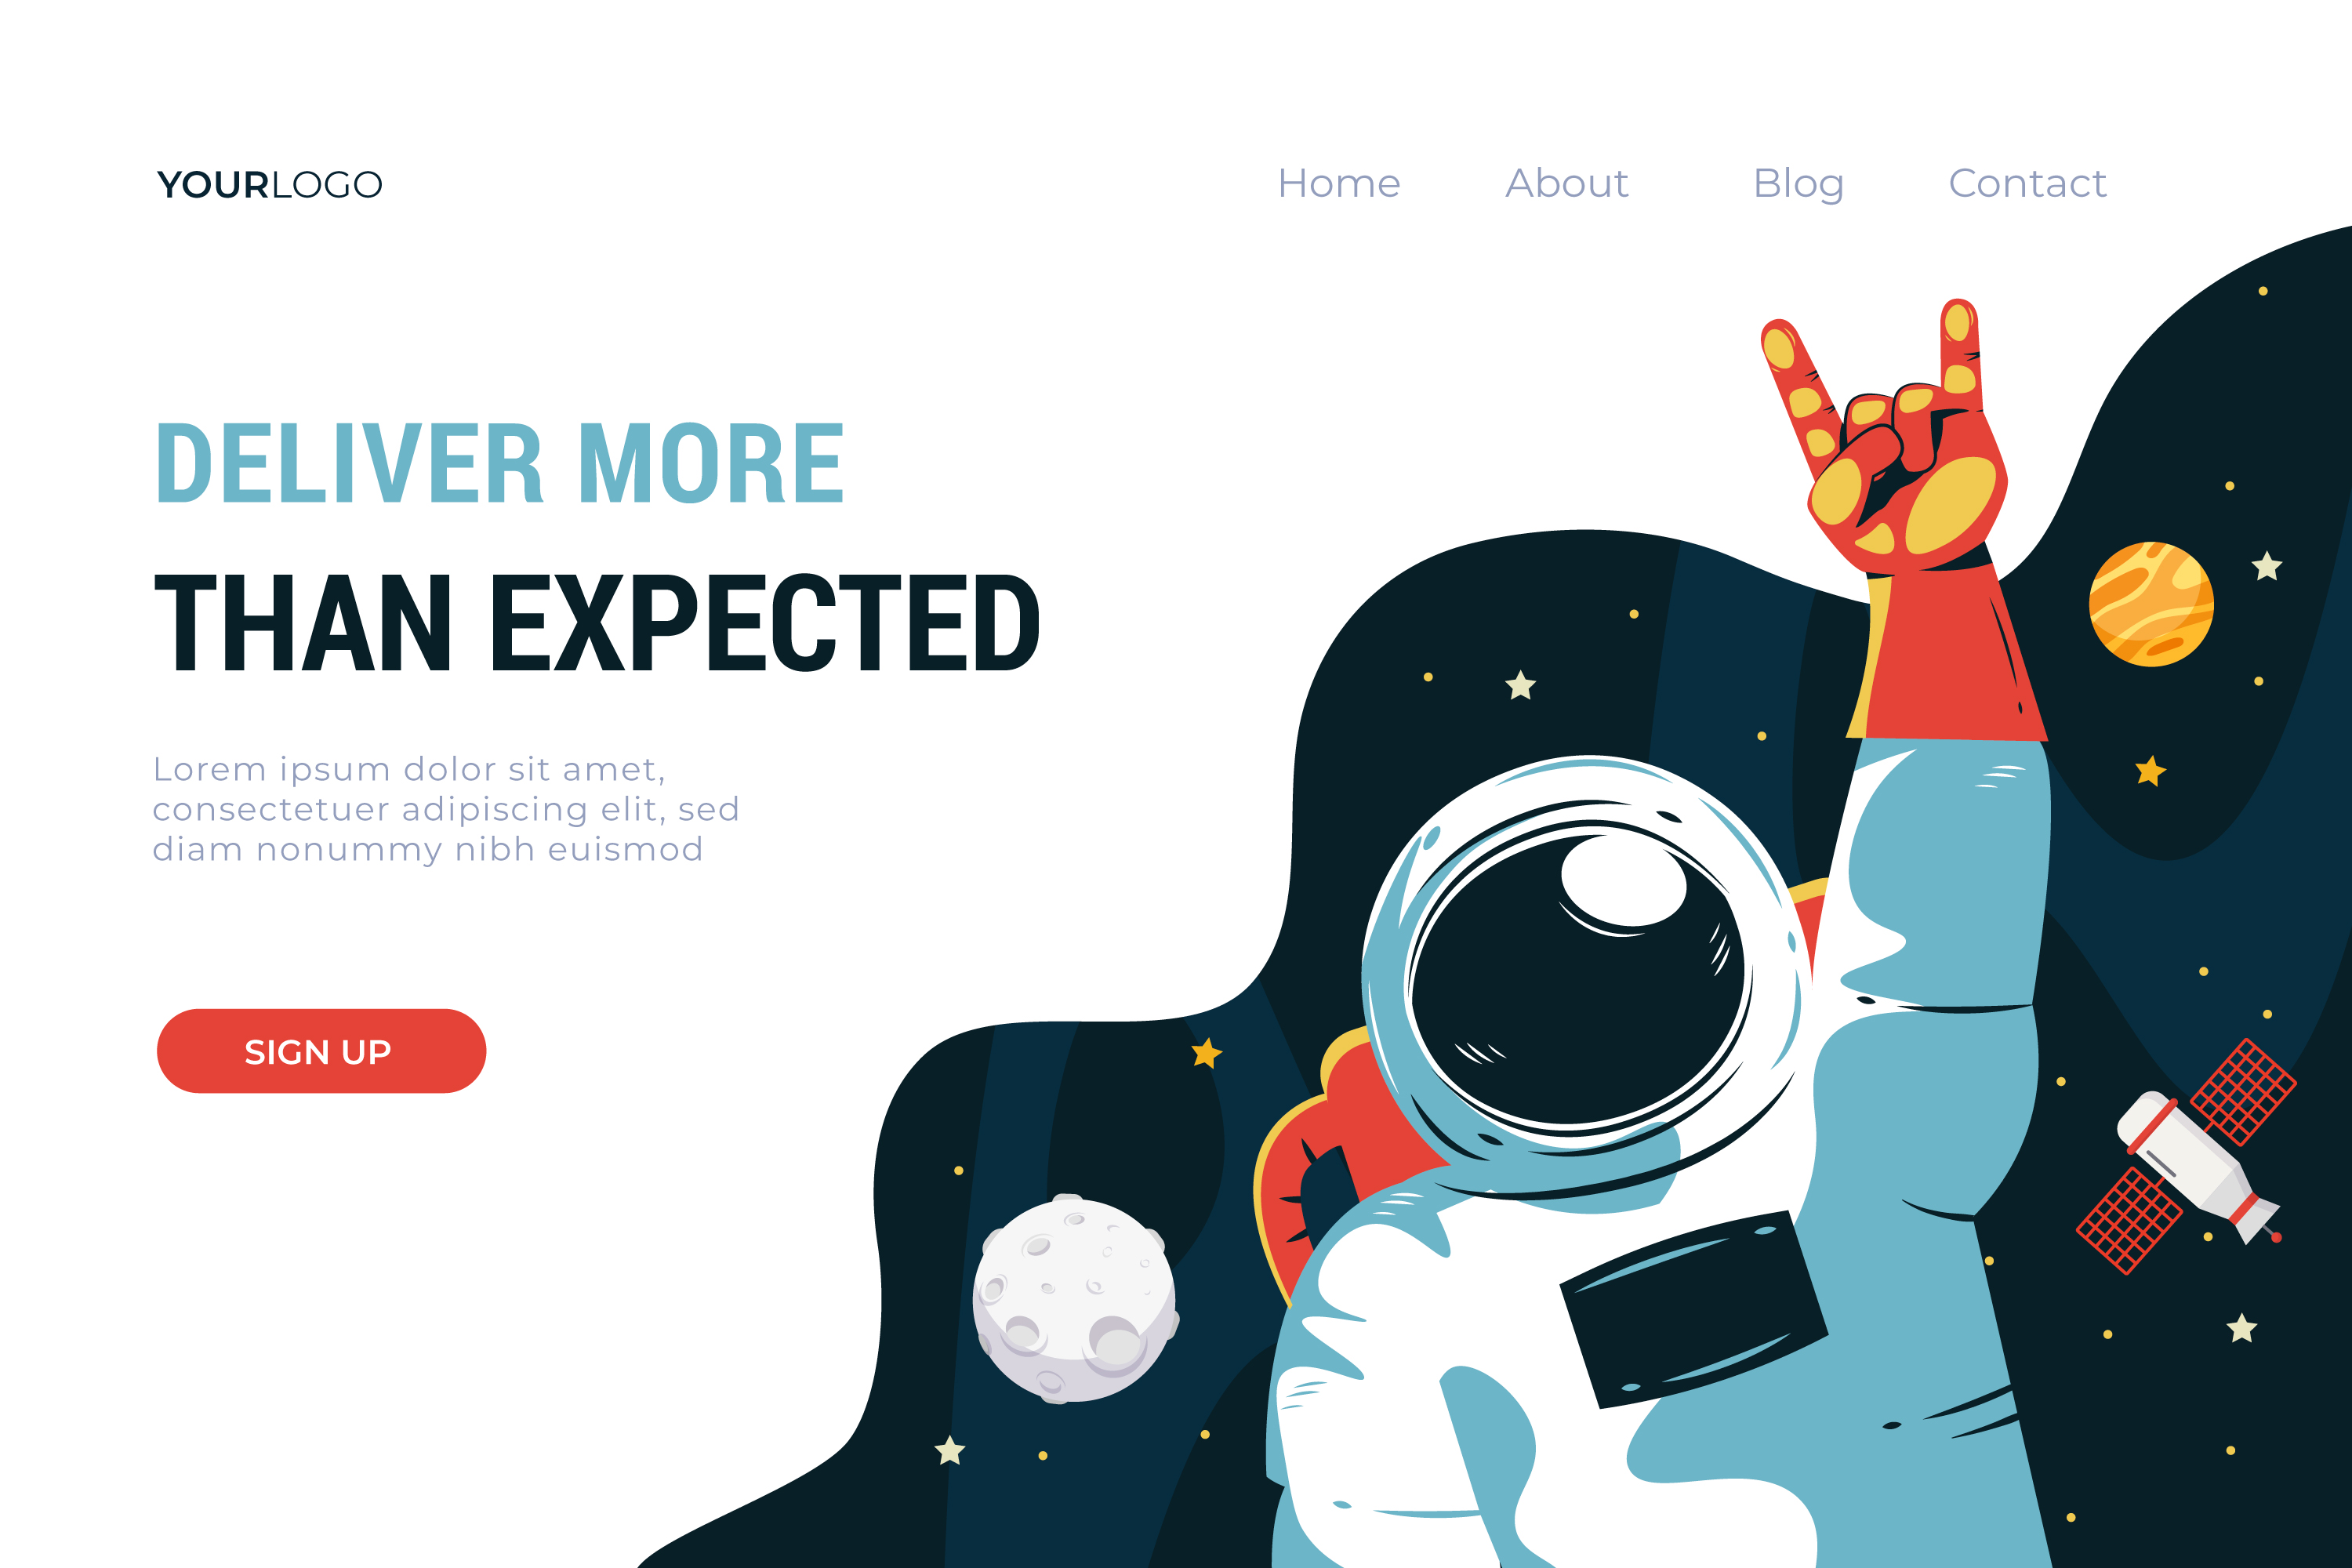 YOURLOGO
Home About Blog Contact
DELIVER MORE
THAN EXPECTED
Lorem ipsum dolor sit amet,
consectetuer adipiscing elit, sed
diam nonummy nibh euismod
SIGN UP